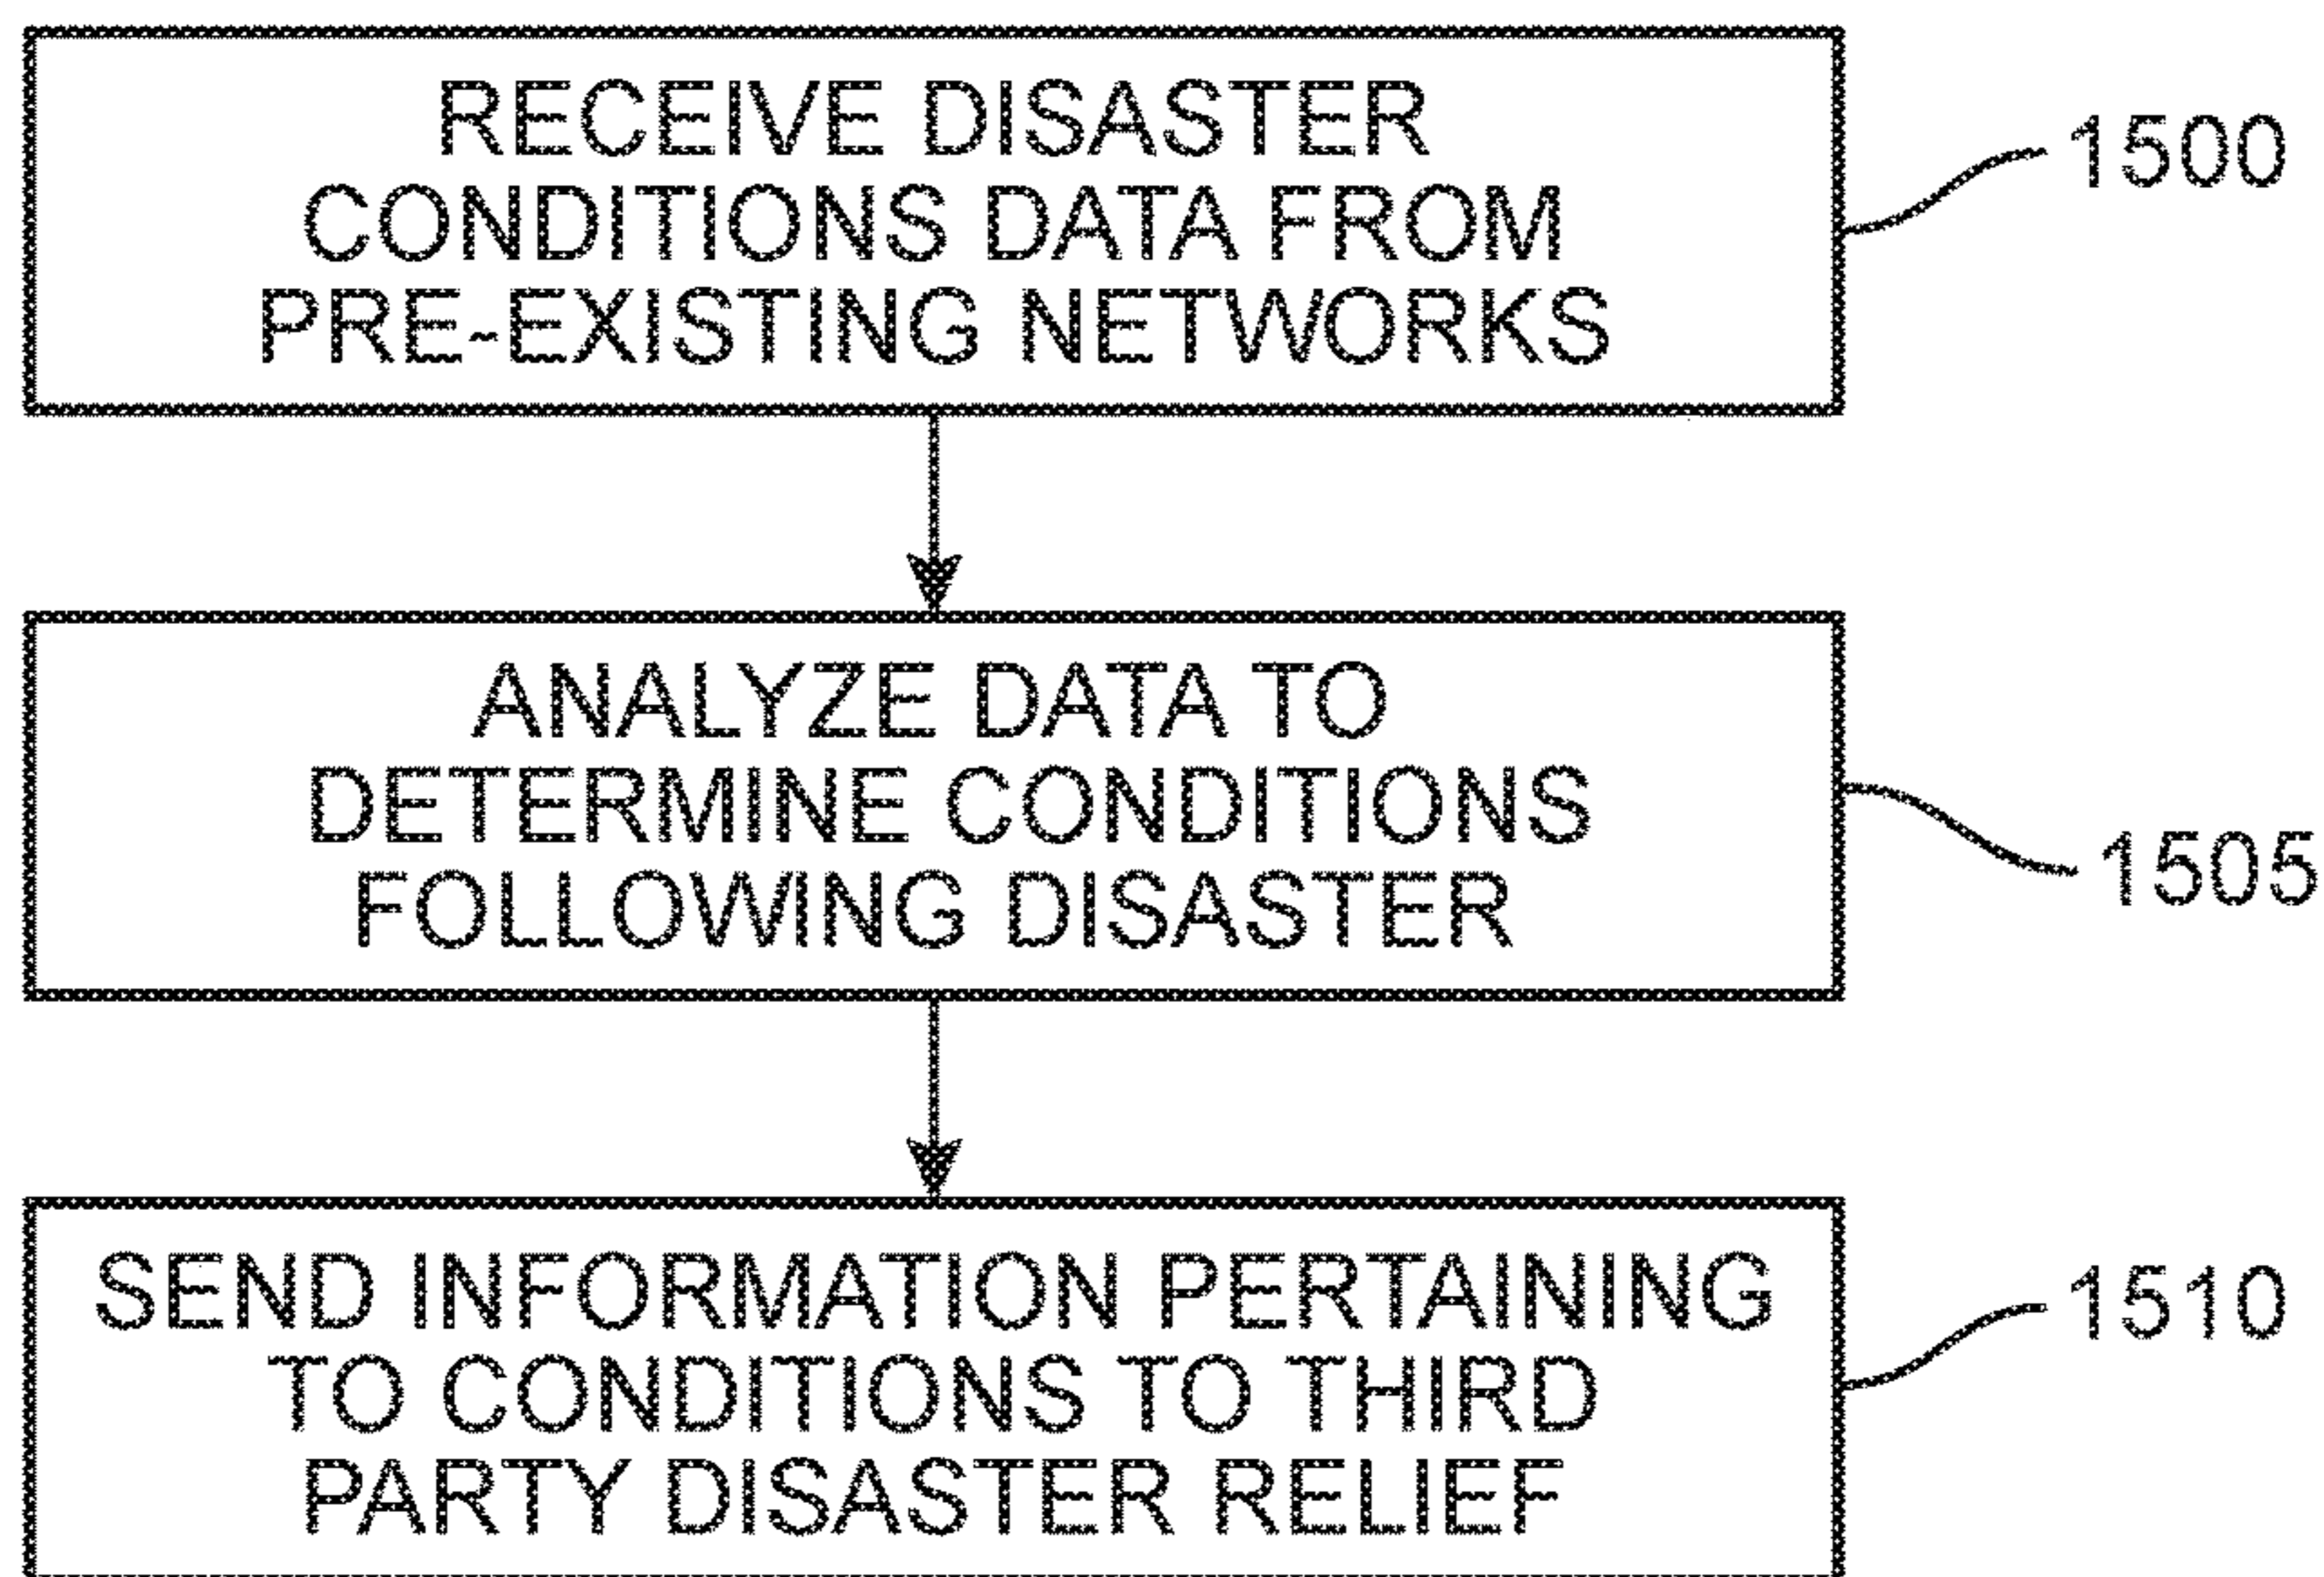 RECEIVE DISASTER
CONDITIONS DATA FROM
PRE-EXISTING NETWORKS
1500
ANALYZE DATA TO
DETERMINE CONDITIONS
FOLLOWING DISASTER
1505
SEND INFORMATION PERTAINING
TO CONDITIONS TO THIRD
PARTY DISASTER RELIEF
1510